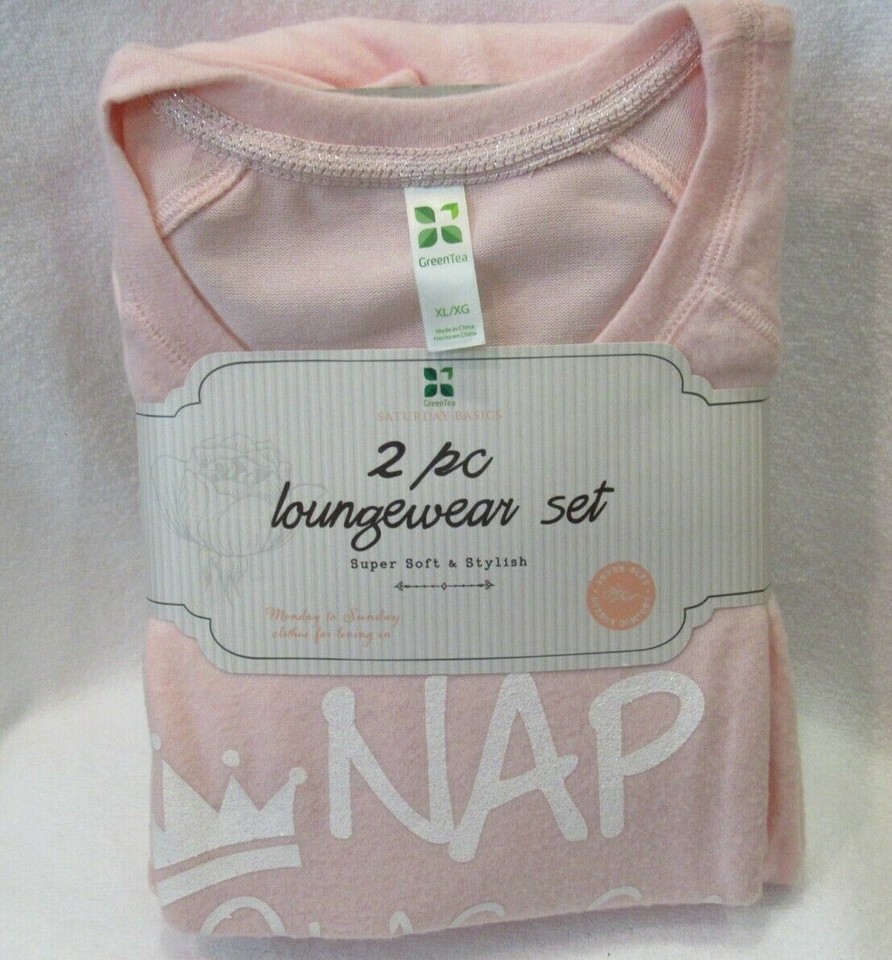 GreenTea
XL/XG
Made in China
Hecho en China
GreenTea
SATURDAY BASICS
2 pc
loungewear set
Super Soft & Stylish
Monday to Sunday
clothes for living in
NAP